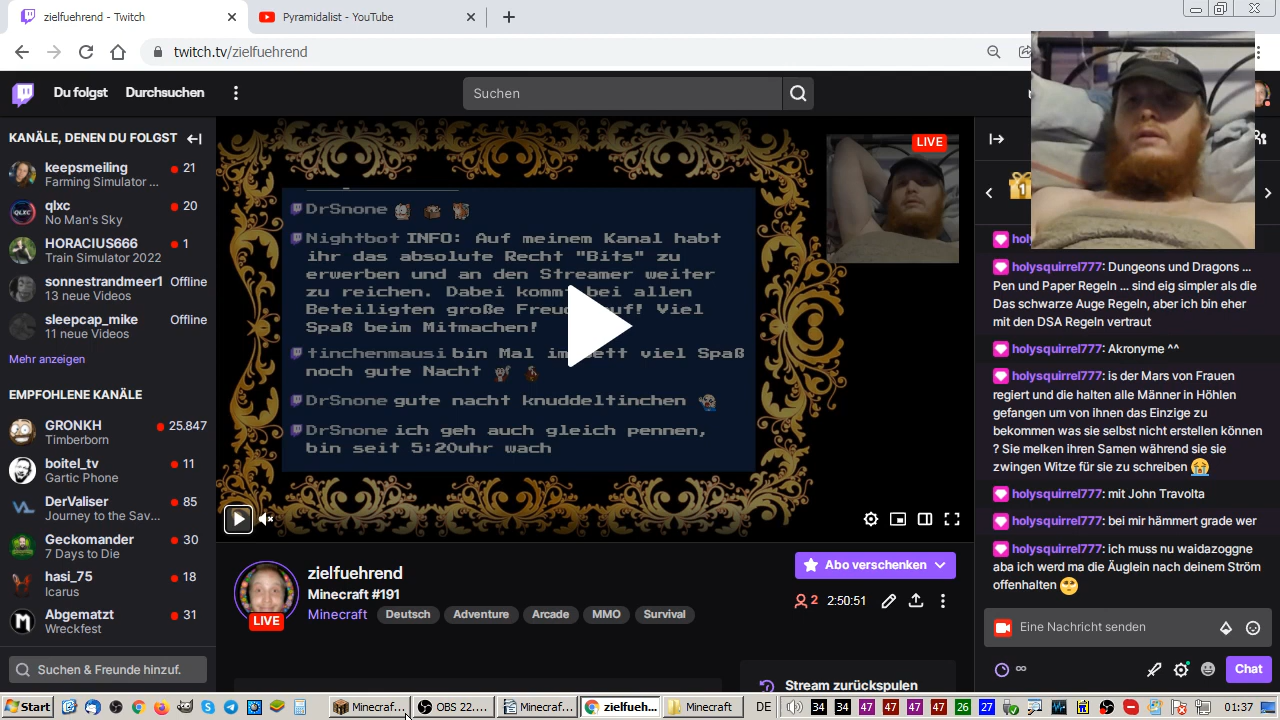 zielfuehrend - Twitch
Pyramidalist - YouTube
twitch.tv/zielfuehrend
Du folgst
Durchsuchen
Suchen
KANÄLE, DENEN DU FOLGST
keepsmeiling
21
Farming Simulator ...
qlxc
20
No Man's Sky
HORACIUS666
1
Train Simulator 2022
sonnestrandmeer1
Offline
13 neue Videos
sleepcap_mike
Offline
11 neue Videos
Mehr anzeigen
EMPFOHLENE KANÄLE
GRONKH
25.847
Timberborn
boitel_tv
11
Gartic Phone
DerValiser
85
Journey to the Sav...
Geckomander
30
7 Days to Die
hasi_75
18
Icarus
Abgematzt
31
Wreckfest
Suchen & Freunde hinzuf.
LIVE
DrSnone
Nightbot INFO: Auf meinem Kanal habt
ihr das absolute Recht "Bits" zu
erwerben und an den Streamer weiter
zu reichen. Dabei kommt bei allen
Beteiligten große Freude auf! Viel
Spaß beim Mitmachen!
tinchenmausi bin Mal im Bett viel Spaß
noch gute Nacht
DrSnone gute nacht knuddeltinchen
DrSnone ich geh auch gleich pennen,
bin seit 5:20uhr wach
LIVE
zielfuehrend
Minecraft #191
Minecraft
Deutsch
Adventure
Arcade
MMO
Survival
Abo verschenken
2
2:50:51
Stream zurückspulen
1
holysquirrel777: Dungeons und Dragons ...
Pen und Paper Regeln ... sind eig simpler als die
Das schwarze Auge Regeln, aber ich bin eher
mit den DSA Regeln vertraut
holysquirrel777: Akronyme ^^
holysquirrel777: is der Mars von Frauen
regiert und die halten alle Männer in Höhlen
gefangen um von ihnen das Einzige zu
bekommen was sie selbst nicht erstellen können
? Sie melken ihren Samen während sie sie
zwingen Witze für sie zu schreiben
holysquirrel777: mit John Travolta
holysquirrel777: bei mir hämmert grade wer
holysquirrel777: ich muss nu waidazoggne
aba ich werd ma die Äuglein nach deinem Ström
offenhalten
Eine Nachricht senden
∞
Chat
Start
Minecraf...
OBS 22....
Minecraf...
zielfueh...
Minecraft
DE
34
34
47
47
47
47
26
27
01:37